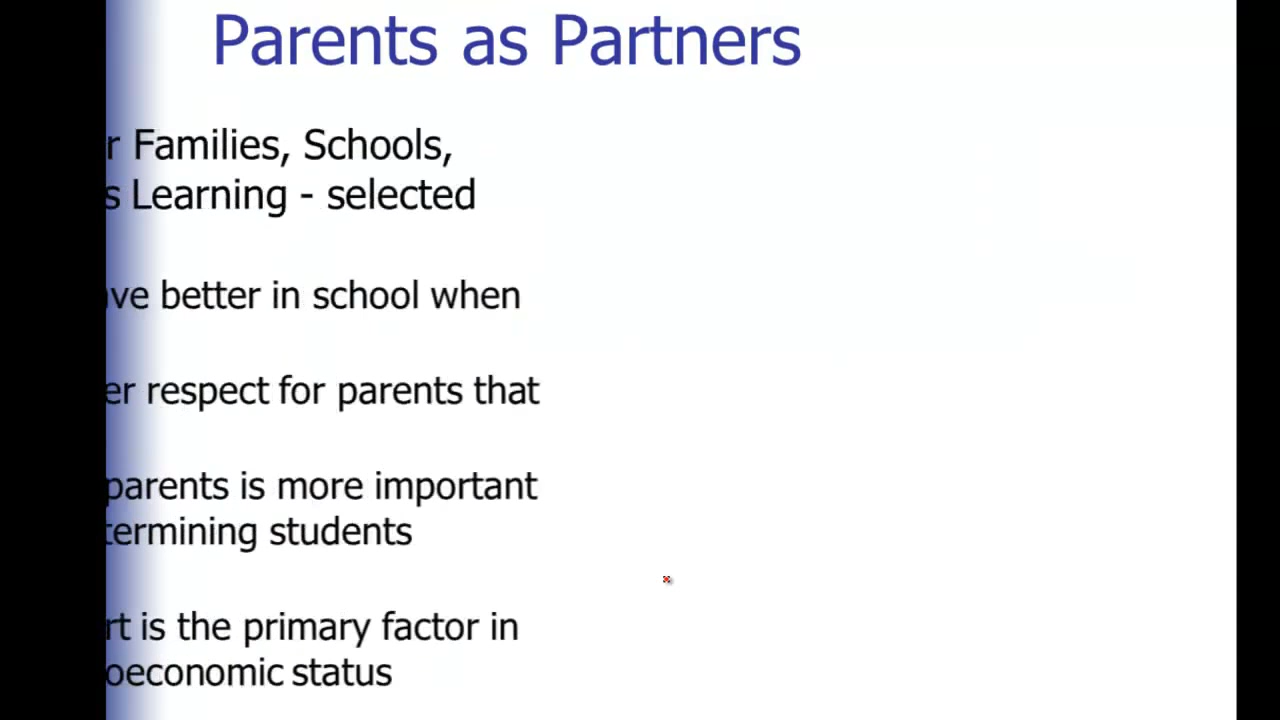 Parents as Partners
r Families, Schools,
s Learning - selected
ve better in school when
er respect for parents that
parents is more important
termining students
rt is the primary factor in
oeconomic status